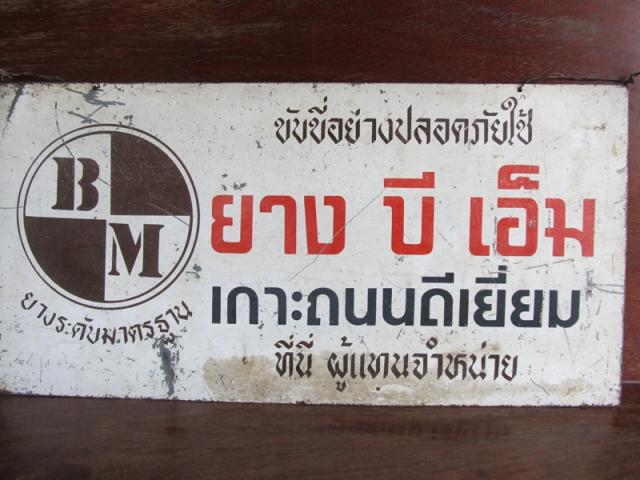 B
M
ยางระดับมาตรฐาน
ขับขี่อย่างปลอดภัยใช้
ยาง บี เอ็ม
เกาะถนนดีเยี่ยม
ที่นี่ ผู้แทนจำหน่าย